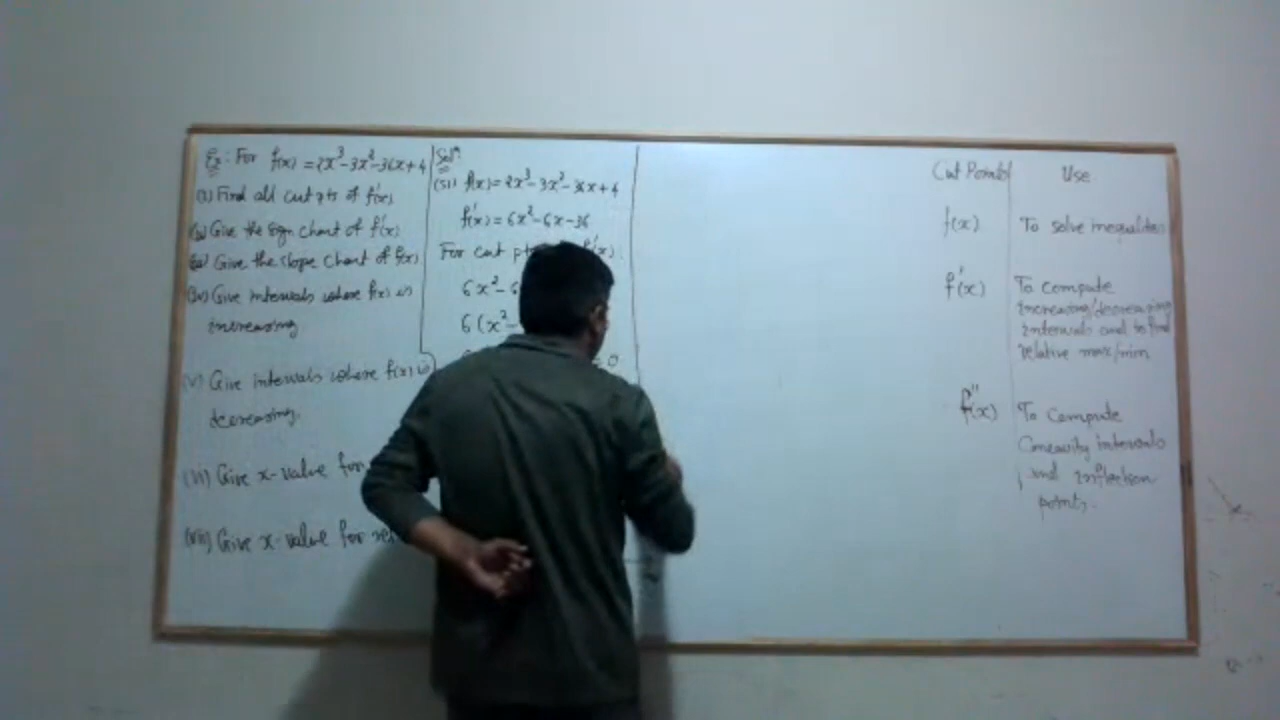 Ex: For f(x) = 2x³-3x²-36x+4
(i) Find all cut pts of f'(x)
(ii) Give the sign chart of f'(x)
(iii) Give the slope chart of f(x)
(iv) Give intervals where f(x) is
increasing
(v) Give intervals where f(x) is
decreasing.
(vi) Give x-value for
(vii) Give x-value for
Solⁿ:
f(x) = 2x³-3x²-36x+4
f'(x) = 6x²-6x-36
For cut f'(x):
6x²-6
6(x²-
=0
Cut Points Use
f(x) To solve inequalities
f'(x) To compute
increasing/decreasing
intervals and to find
relative max/min
f''(x) To compute
Concavity intervals
and inflection
points.